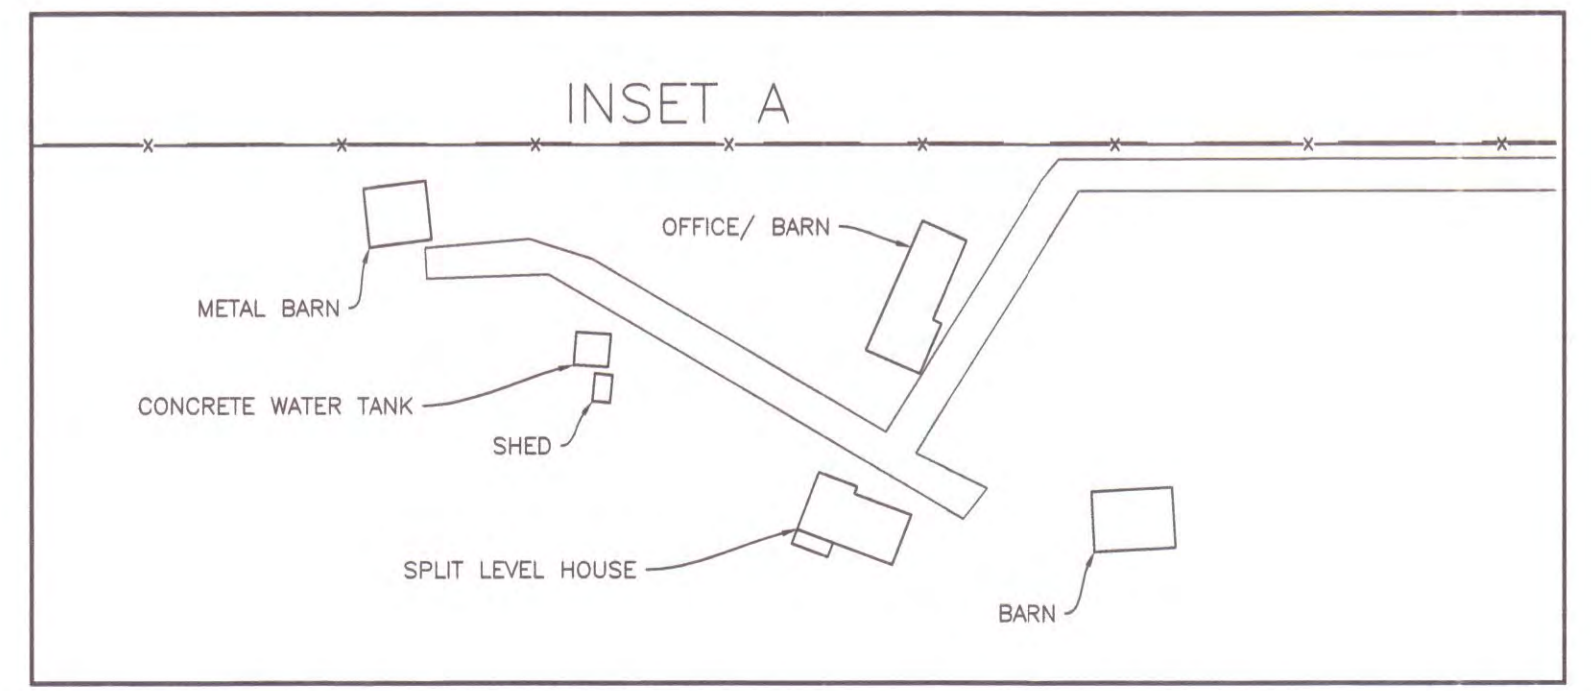 INSET A
OFFICE/ BARN
METAL BARN
CONCRETE WATER TANK
SHED
SPLIT LEVEL HOUSE
BARN